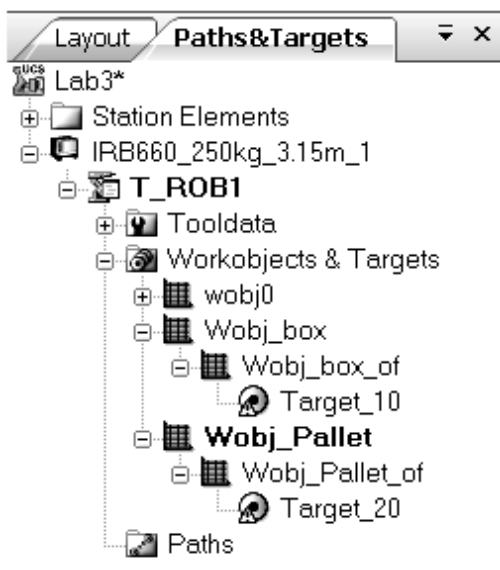 Layout Paths&Targets
Lab3*
Station Elements
IRB660_250kg_3.15m_1
T_ROB1
Tooldata
Workobjects & Targets
wobj0
Wobj_box
Wobj_box_of
Target_10
Wobj_Pallet
Wobj_Pallet_of
Target_20
Paths